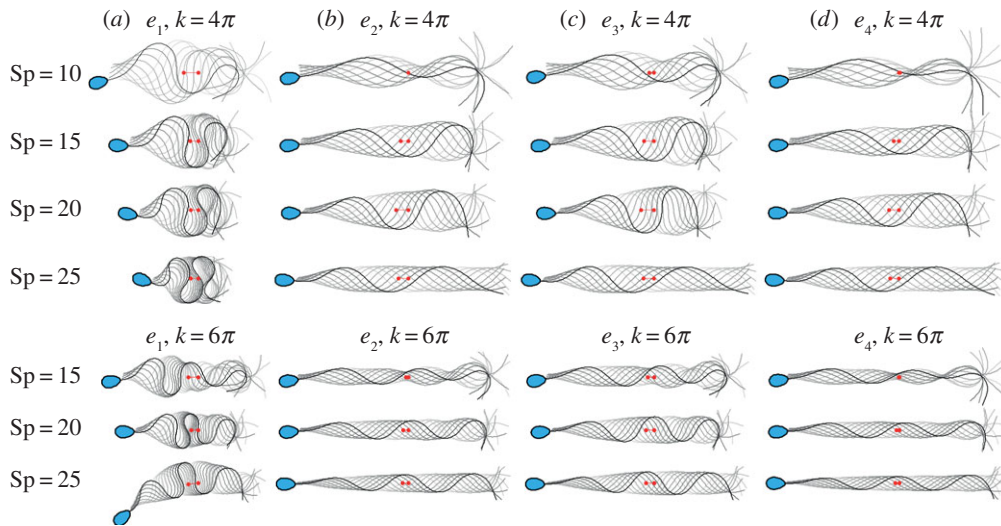 (a) e₁, k = 4π (b) e₂, k = 4π (c) e₃, k = 4π (d) e₄, k = 4π
Sp = 10
Sp = 15
Sp = 20
Sp = 25
e₁, k = 6π e₂, k = 6π e₃, k = 6π e₄, k = 6π
Sp = 15
Sp = 20
Sp = 25